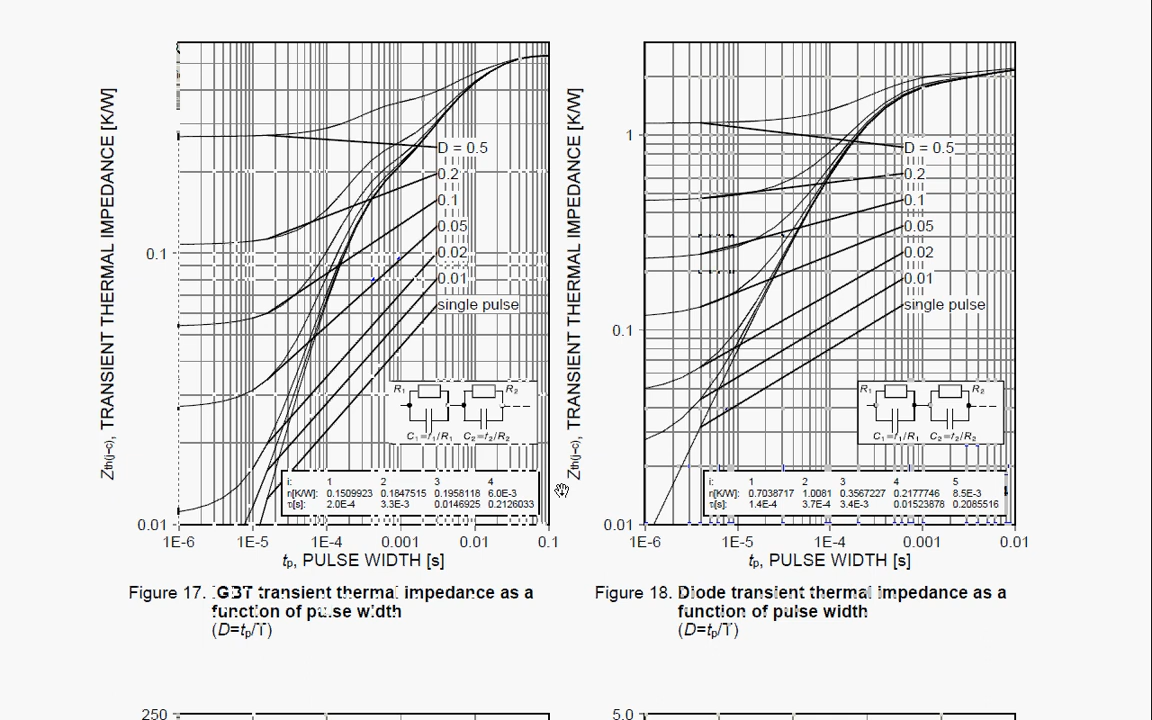 Zth(j-c), TRANSIENT THERMAL IMPEDANCE [K/W]
0.1
0.01
D = 0.5
0.2
0.1
0.05
0.02
0.01
single pulse
R1 R2
C1=τ1/R1 C2=τ2/R2
i: 1 2 3 4
ri[K/W]: 0.1509923 0.1847515 0.1958118 6.0E-3
τi[s]: 2.0E-4 3.3E-3 0.0146925 0.2126033
1E-6 1E-5 1E-4 0.001 0.01 0.1
tp, PULSE WIDTH [s]
Figure 17. IGBT transient thermal impedance as a
function of pulse width
(D=tp/T)
Zth(j-c), TRANSIENT THERMAL IMPEDANCE [K/W]
1
0.1
0.01
D = 0.5
0.2
0.1
0.05
0.02
0.01
single pulse
R1 R2
C1=τ1/R1 C2=τ2/R2
i: 1 2 3 4 5
ri[K/W]: 0.7038717 1.0081 0.3567227 0.2177746 8.5E-3
τi[s]: 1.4E-4 3.7E-4 3.4E-3 0.01523878 0.2065516
1E-6 1E-5 1E-4 0.001 0.01
tp, PULSE WIDTH [s]
Figure 18. Diode transient thermal impedance as a
function of pulse width
(D=tp/T)
250
5.0